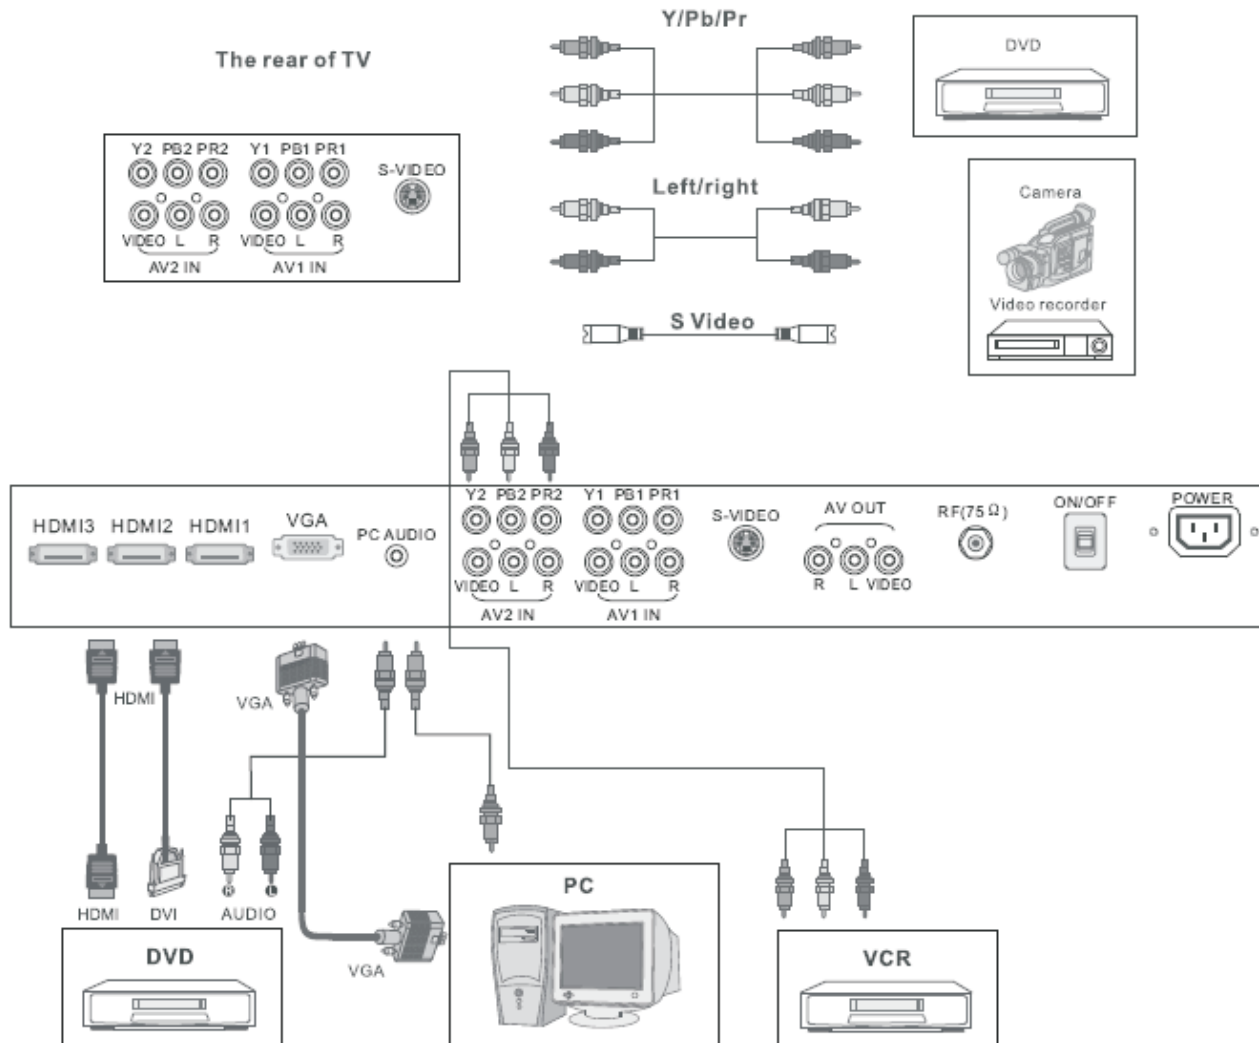 Y/Pb/Pr
The rear of TV
DVD
Y2 PB2 PR2 Y1 PB1 PR1
S-VIDEO
VIDEO L R VIDEO L R
AV2 IN AV1 IN
Left/right
Camera
Video recorder
S Video
HDMI3 HDMI2 HDMI1 VGA PC AUDIO
Y2 PB2 PR2 Y1 PB1 PR1
VIDEO L R VIDEO L R
AV2 IN AV1 IN
S-VIDEO
AV OUT
R L VIDEO
RF(75 Ω)
ON/OFF
POWER
HDMI
VGA
R L
HDMI DVI AUDIO
VGA
DVD
PC
VCR